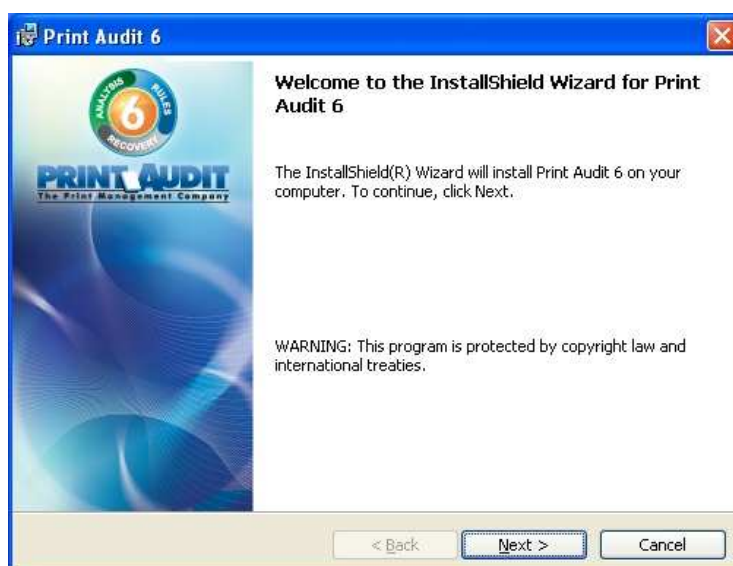 Print Audit 6
ANALYSIS RULES RECOVERY
6
PRINT AUDIT
The Print Management Company
Welcome to the InstallShield Wizard for Print
Audit 6
The InstallShield(R) Wizard will install Print Audit 6 on your
computer. To continue, click Next.
WARNING: This program is protected by copyright law and
international treaties.
< Back Next > Cancel